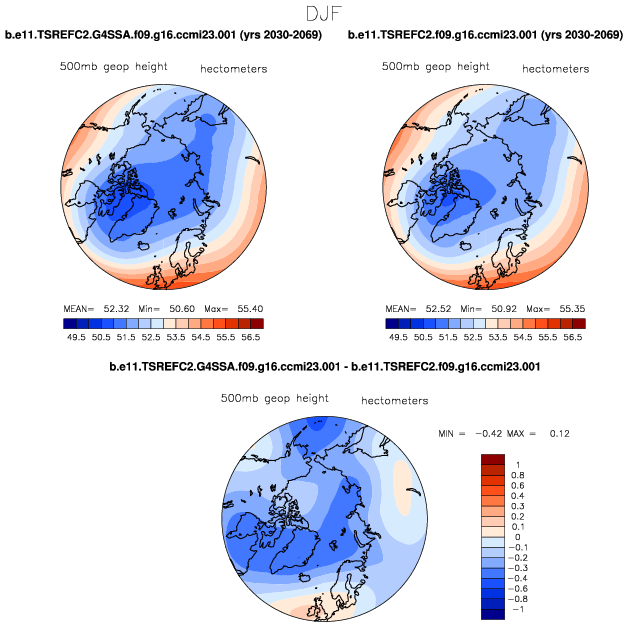 DJF
b.e11.TSREFC2.G4SSA.f09.g16.ccmi23.001 (yrs 2030-2069)
b.e11.TSREFC2.f09.g16.ccmi23.001 (yrs 2030-2069)
500mb geop height hectometers
500mb geop height hectometers
MEAN= 52.32 Min= 50.60 Max= 55.40
MEAN= 52.52 Min= 50.92 Max= 55.35
49.5 50.5 51.5 52.5 53.5 54.5 55.5 56.5
49.5 50.5 51.5 52.5 53.5 54.5 55.5 56.5
b.e11.TSREFC2.G4SSA.f09.g16.ccmi23.001 - b.e11.TSREFC2.f09.g16.ccmi23.001
500mb geop height hectometers
MIN = -0.42 MAX = 0.12
1
0.8
0.6
0.4
0.3
0.2
0.1
0
-0.1
-0.2
-0.3
-0.4
-0.6
-0.8
-1